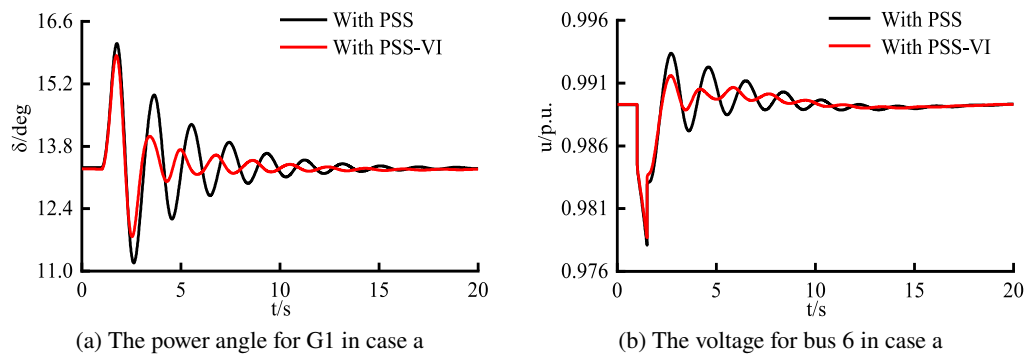 16.6
15.2
13.8
12.4
11.0
δ/deg
With PSS
With PSS-VI
0
5
10
15
20
t/s
(a) The power angle for G1 in case a
0.996
0.991
0.986
0.981
0.976
u/p.u.
With PSS
With PSS-VI
0
5
10
15
20
t/s
(b) The voltage for bus 6 in case a